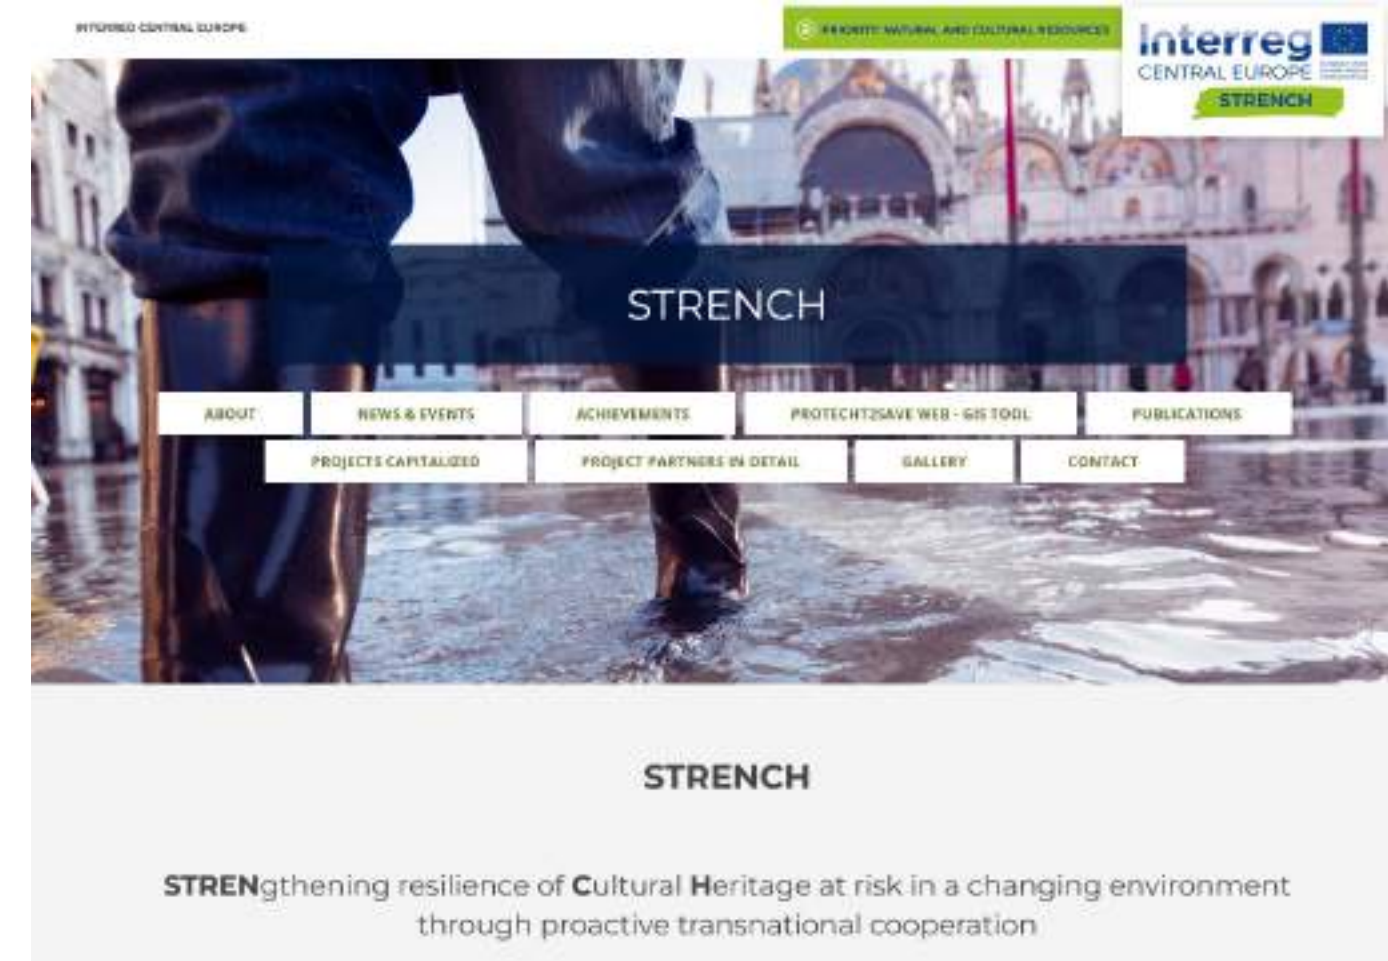 INTERREG CENTRAL EUROPE
PRIORITY NATURAL AND CULTURAL RESOURCES
Interreg
CENTRAL EUROPE
STRENCH
STRENCH
ABOUT
NEWS & EVENTS
ACHIEVEMENTS
PROTECHT2SAVE WEB - GIS TOOL
PUBLICATIONS
PROJECTS CAPITALIZED
PROJECT PARTNERS IN DETAIL
GALLERY
CONTACT
STRENCH
STRENgthening resilience of Cultural Heritage at risk in a changing environment
through proactive transnational cooperation